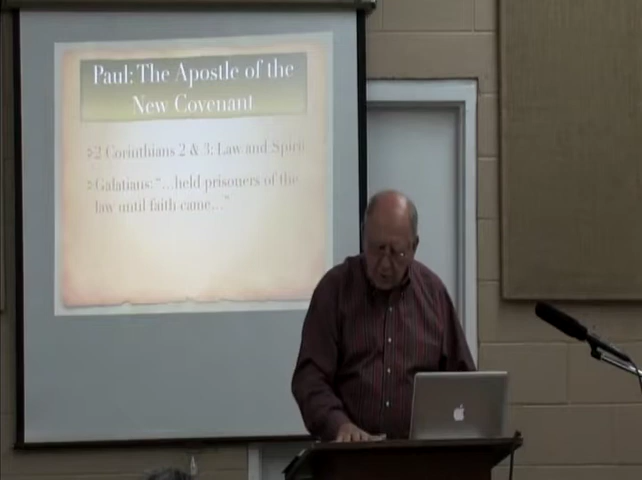 Paul: The Apostle of the
New Covenant
2 Corinthians 2 & 3: Law and Spirit
Galatians: “...held prisoners of the
law until faith came...”